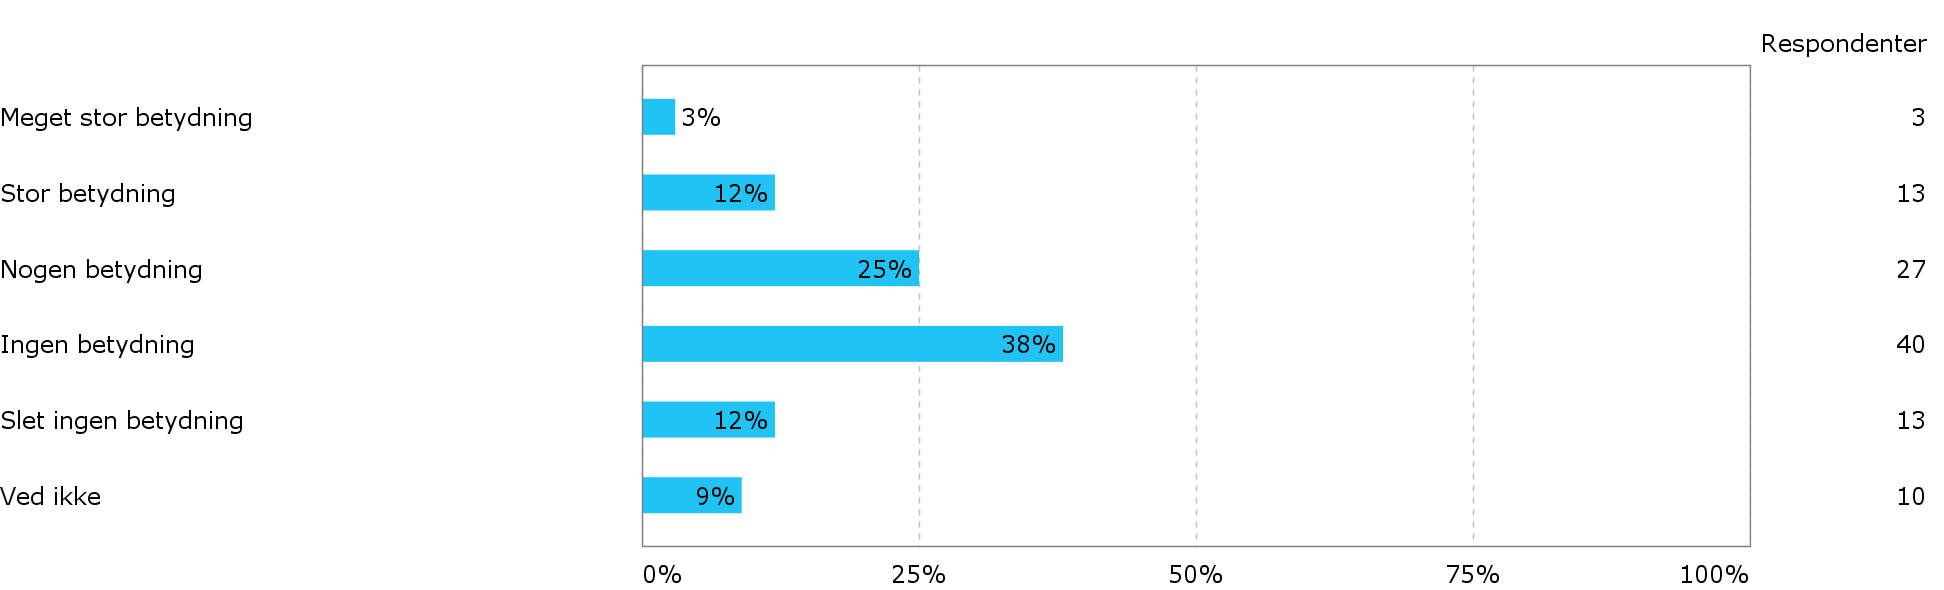 Respondenter
Meget stor betydning 3% 3
Stor betydning 12% 13
Nogen betydning 25% 27
Ingen betydning 38% 40
Slet ingen betydning 12% 13
Ved ikke 9% 10
0% 25% 50% 75% 100%